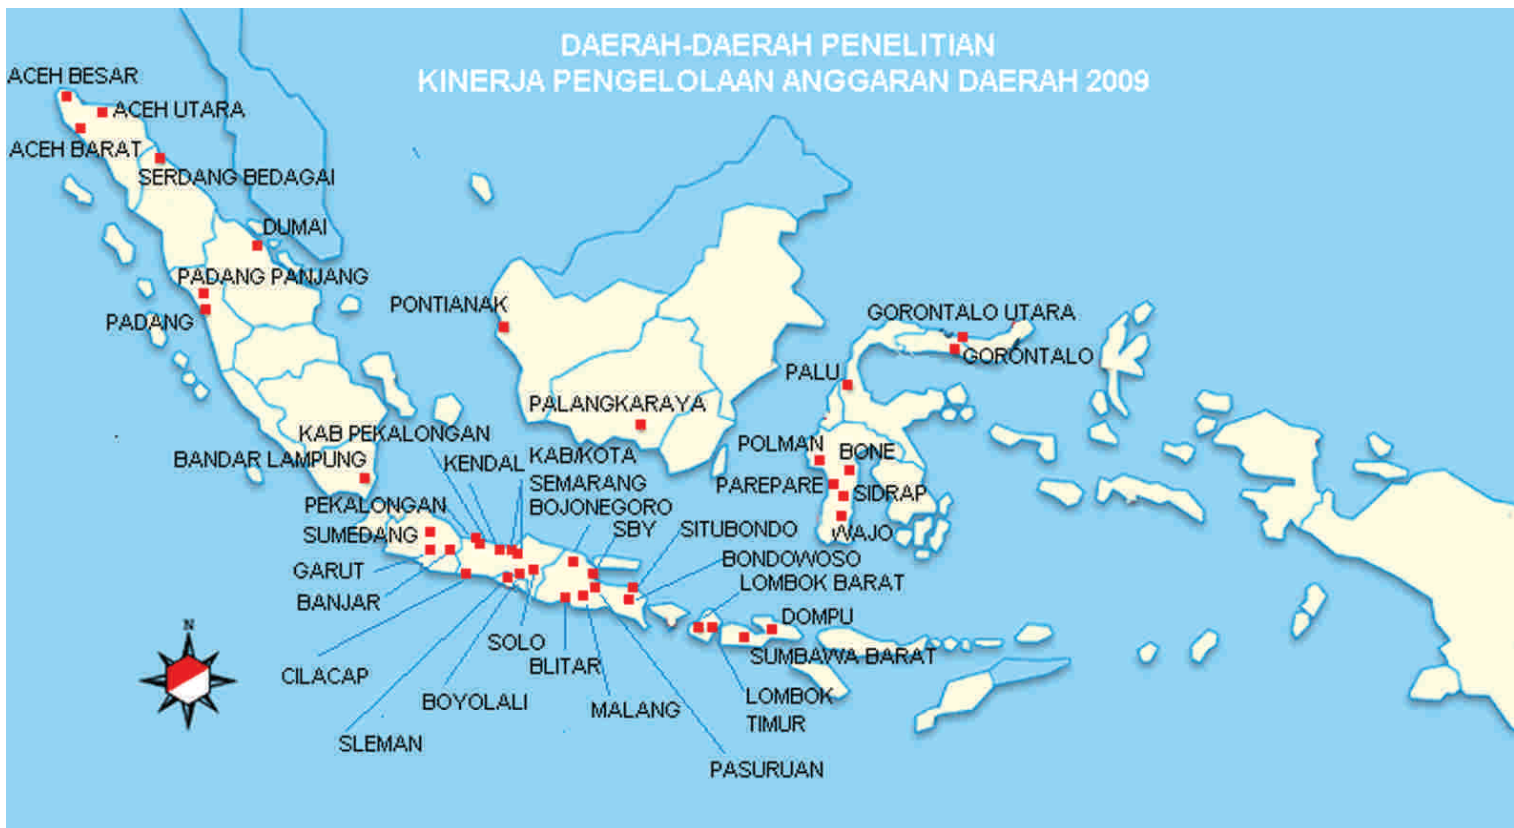 DAERAH-DAERAH PENELITIAN
KINERJA PENGELOLAAN ANGGARAN DAERAH 2009
ACEH BESAR
ACEH UTARA
ACEH BARAT
SERDANG BEDAGAI
DUMAI
PADANG PANJANG
PADANG
PONTIANAK
GORONTALO UTARA
GORONTALO
PALU
PALANGKARAYA
KAB PEKALONGAN
POLMAN
BONE
BANDAR LAMPUNG
KENDAL
KAB/KOTA
SEMARANG
PAREPARE
SIDRAP
PEKALONGAN
BOJONEGORO
SUMEDANG
SBY
SITUBONDO
WAJO
GARUT
BONDOWOSO
BANJAR
LOMBOK BARAT
DOMPU
N
SOLO
SUMBAWA BARAT
BLITAR
CILACAP
BOYOLALI
MALANG
LOMBOK
TIMUR
SLEMAN
PASURUAN